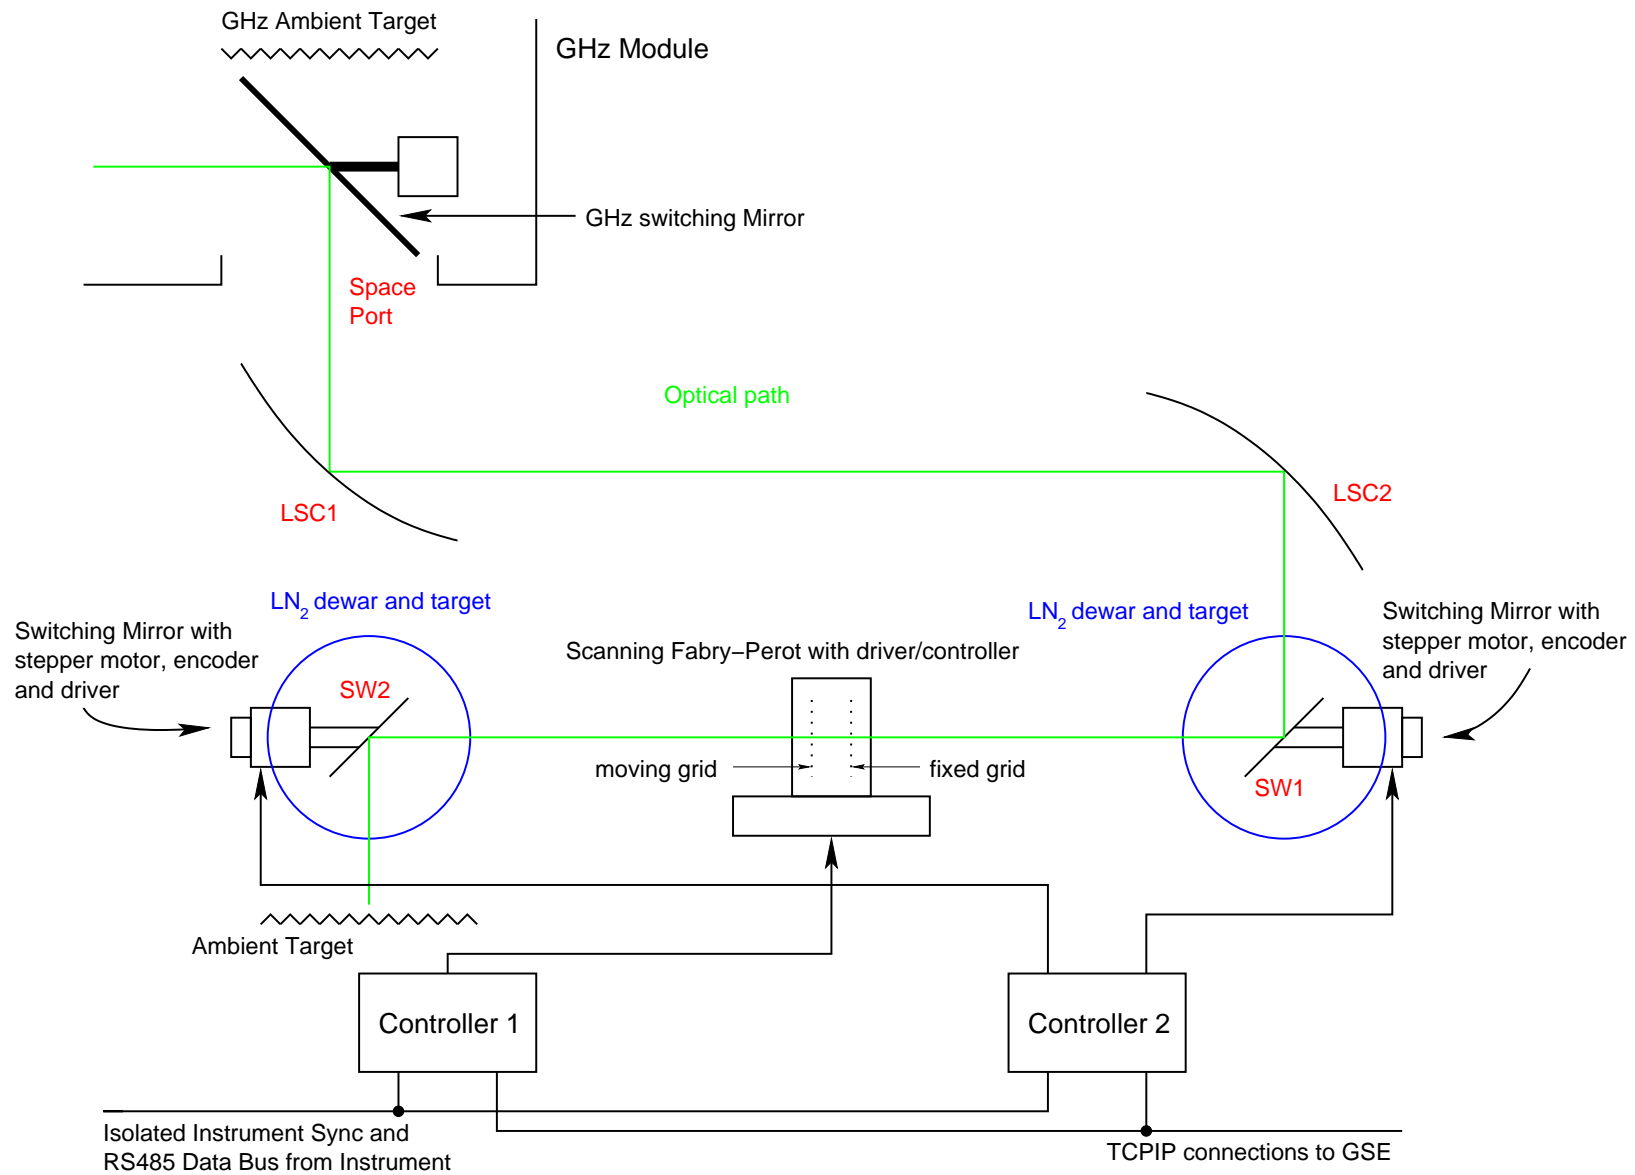 GHz Ambient Target
GHz Module
GHz switching Mirror
Space
Port
Optical path
LSC1
LSC2
LN2 dewar and target
LN2 dewar and target
Switching Mirror with
stepper motor, encoder
and driver
Switching Mirror with
stepper motor, encoder
and driver
Scanning Fabry−Perot with driver/controller
SW2
moving grid
fixed grid
SW1
Ambient Target
Controller 1
Controller 2
Isolated Instrument Sync and
RS485 Data Bus from Instrument
TCPIP connections to GSE